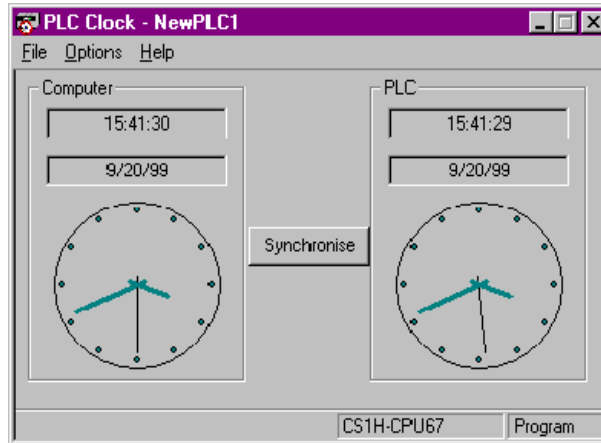 PLC Clock - NewPLC1
File Options Help
Computer
15:41:30
9/20/99
Synchronise
PLC
15:41:29
9/20/99
CS1H-CPU67 Program